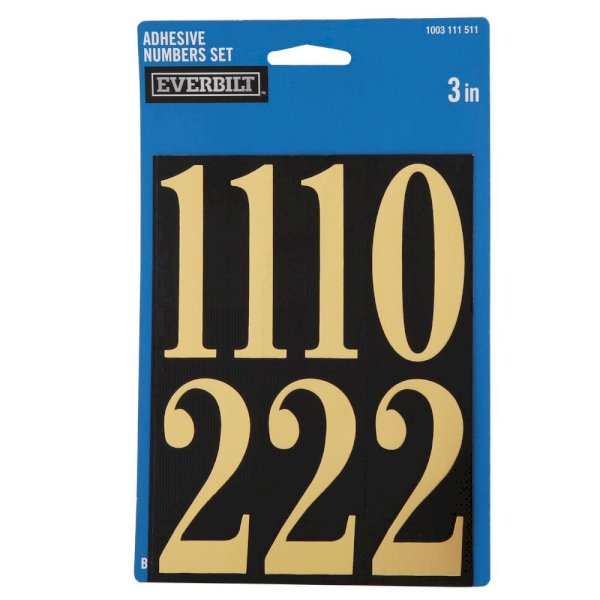 ADHESIVE
NUMBERS SET
1003 111 511
EVERBILT
3 in
1110
222
B